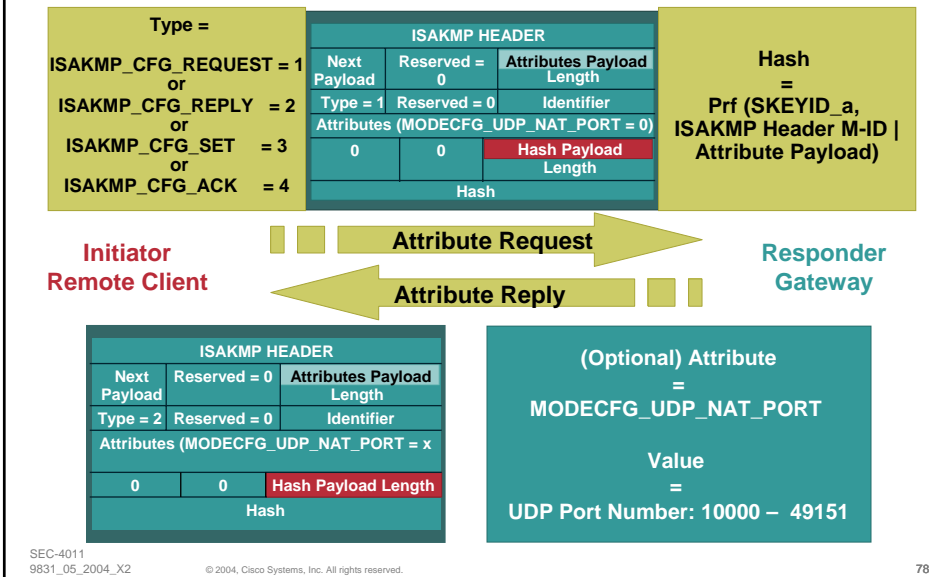 Type =
ISAKMP_CFG_REQUEST = 1
or
ISAKMP_CFG_REPLY = 2
or
ISAKMP_CFG_SET = 3
or
ISAKMP_CFG_ACK = 4
ISAKMP HEADER
Next
Payload
Reserved =
0
Attributes Payload
Length
Type = 1
Reserved = 0
Identifier
Attributes (MODECFG_UDP_NAT_PORT = 0)
0
0
Hash Payload
Length
Hash
Hash
=
Prf (SKEYID_a,
ISAKMP Header M-ID |
Attribute Payload)
Initiator
Remote Client
Attribute Request
Attribute Reply
Responder
Gateway
ISAKMP HEADER
Next
Payload
Reserved = 0
Attributes Payload
Length
Type = 2
Reserved = 0
Identifier
Attributes (MODECFG_UDP_NAT_PORT = x
0
0
Hash Payload Length
Hash
(Optional) Attribute
=
MODECFG_UDP_NAT_PORT
Value
=
UDP Port Number: 10000 – 49151
SEC-4011
9831_05_2004_X2
© 2004, Cisco Systems, Inc. All rights reserved.
78